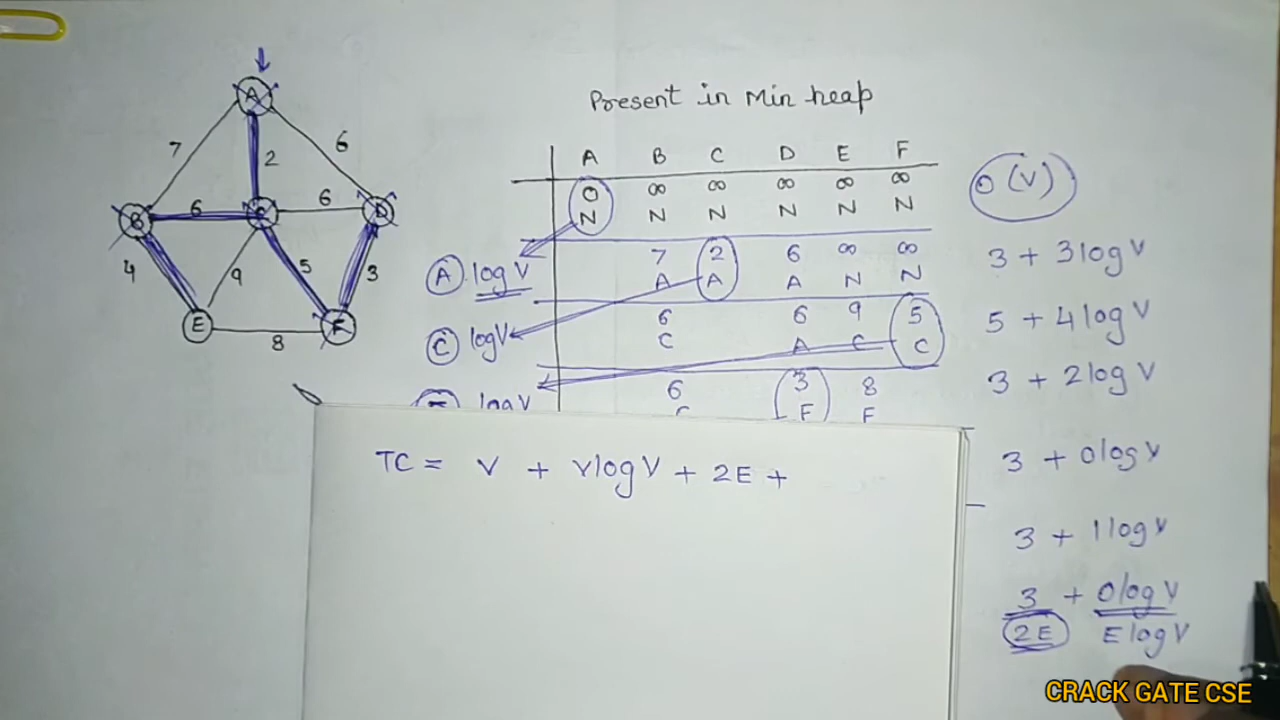 A
7 2 6
B 6 C 6 D
4 9 5 3
E 8 F
Present in Min heap
A B C D E F
0 ∞ ∞ ∞ ∞ ∞
N N N N N N
A log V 7 2 6 ∞ ∞
A A A N N
C log V 6 6 9 5
C A C C
log V 6 3 8
F F
O (V)
3 + 3 log V
5 + 4 log V
3 + 2 log V
3 + 0 log V
3 + 1 log V
3 + 0 log V
2E E log V
TC = V + V log V + 2E +
CRACK GATE CSE